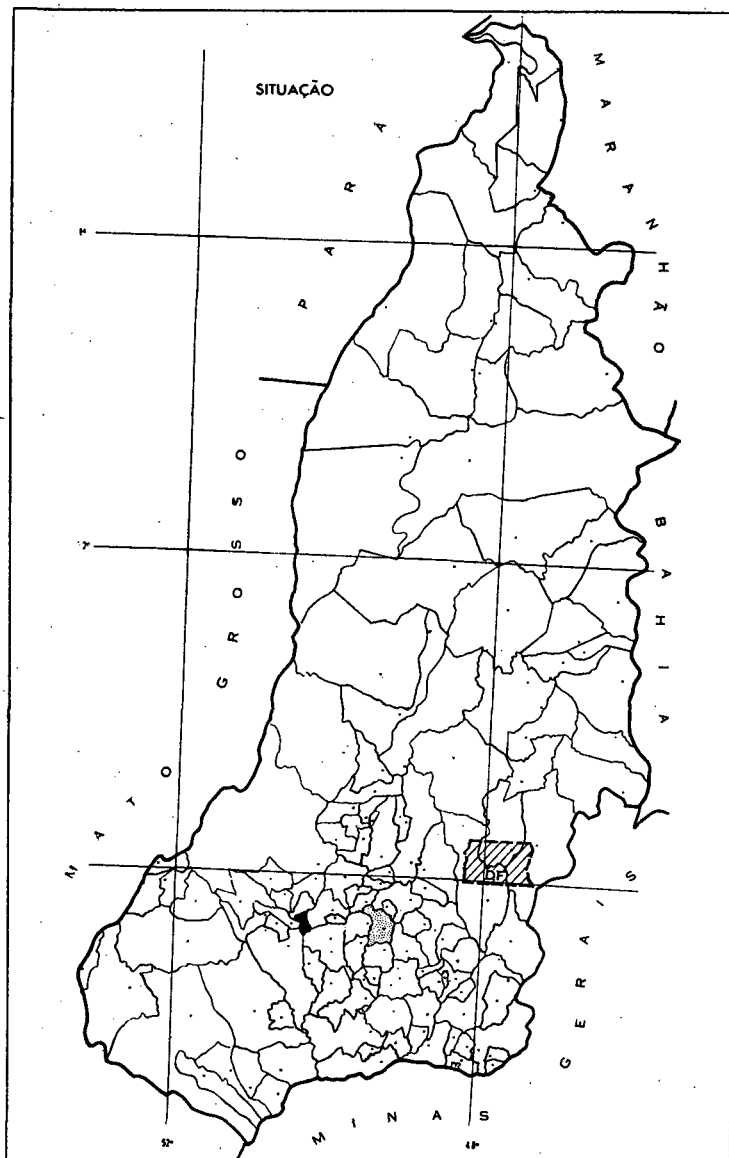 SITUAÇÃO
MARANHÃO
PARÁ
MATO GROSSO
BAHIA
DF
MINAS GERAIS
52°
48°